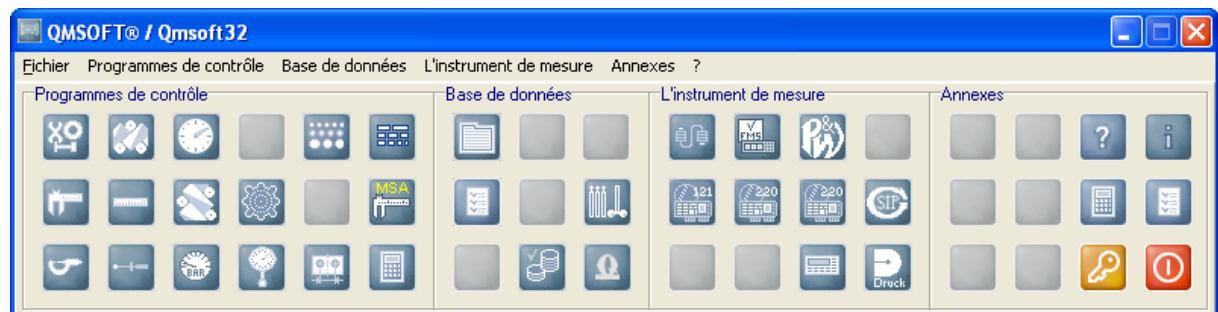 QMSOFT® / Qmsoft32
Fichier Programmes de contrôle Base de données L'instrument de mesure Annexes ?
Programmes de contrôle Base de données L'instrument de mesure Annexes
FMS P&W ? i
MSA 121 220 220 SIP
BAR Ω Druck